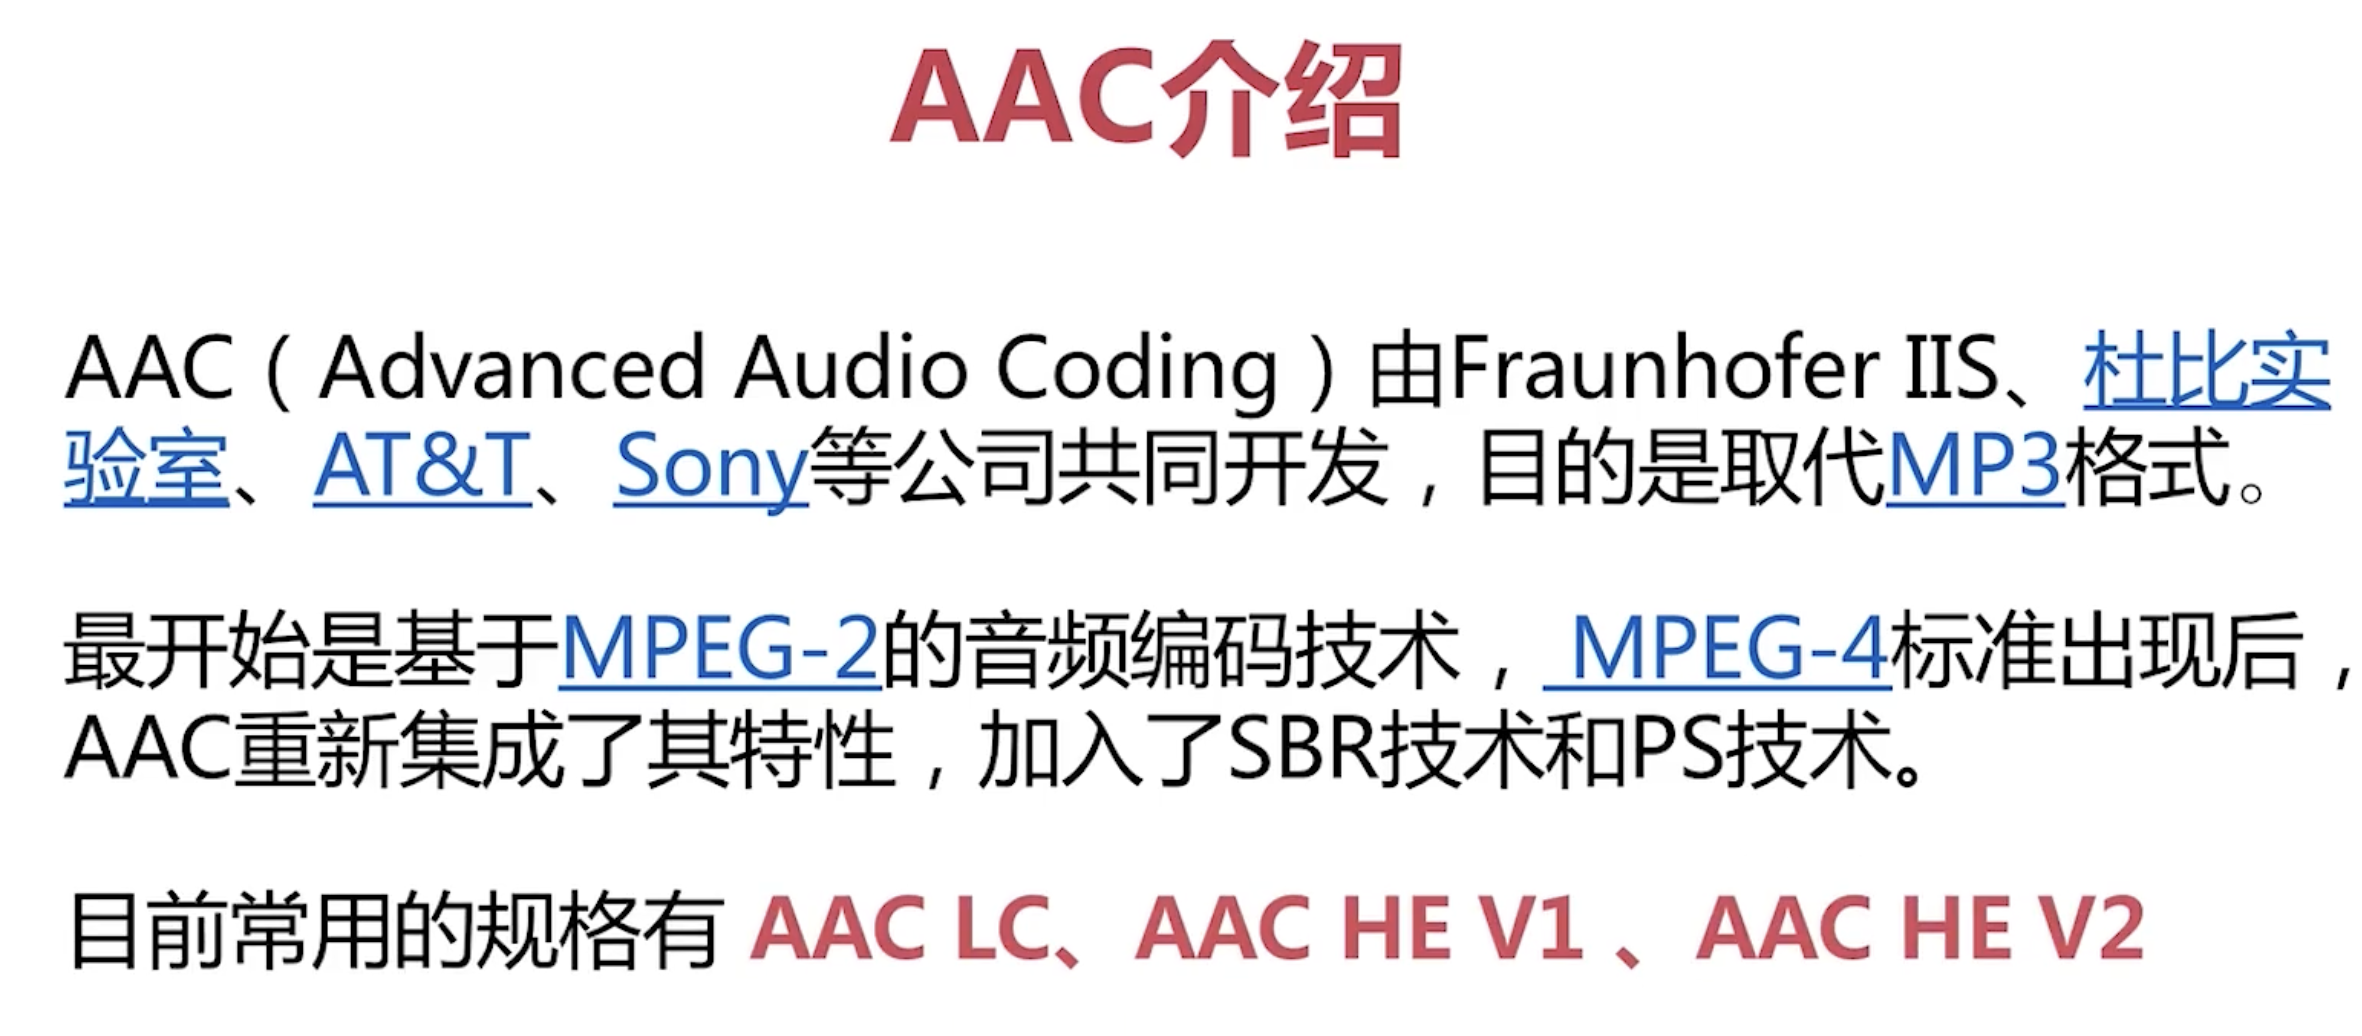 AAC介绍
AAC（Advanced Audio Coding）由Fraunhofer IIS、杜比实
验室、AT&T、Sony等公司共同开发，目的是取代MP3格式。
最开始是基于MPEG-2的音频编码技术， MPEG-4标准出现后，
AAC重新集成了其特性，加入了SBR技术和PS技术。
目前常用的规格有 AAC LC、AAC HE V1 、AAC HE V2